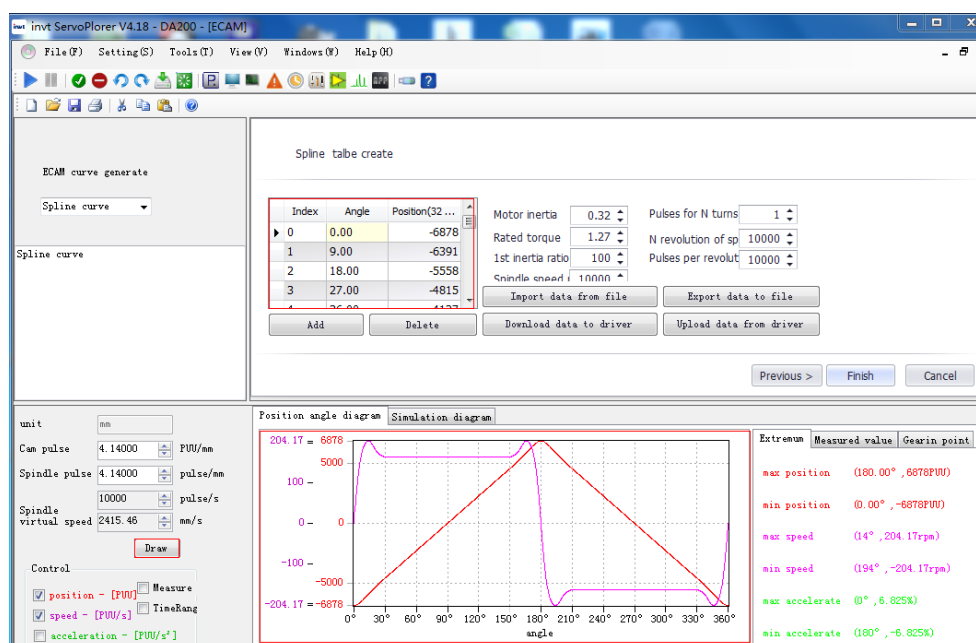 invt ServoPlorer V4.18 - DA200 - [ECAM]
File(F) Setting(S) Tools(T) View(V) Windows(W) Help(H)
Spline talbe create
ECAM curve generate
Spline curve
Spline curve
Index Angle Position(32 ...
0 0.00 -6878
1 9.00 -6391
2 18.00 -5558
3 27.00 -4815
Motor inertia 0.32
Rated torque 1.27
1st inertia ratio 100
Spindle speed 10000
Pulses for N turns 1
N revolution of sp 10000
Pulses per revolut 10000
Import data from file Export data to file
Add Delete Download data to driver Upload data from driver
Previous > Finish Cancel
unit mm
Cam pulse 4.14000 PUU/mm
Spindle pulse 4.14000 pulse/mm
10000 pulse/s
Spindle virtual speed 2415.46 mm/s
Draw
Control
position - [PUU] Measure
speed - [PUU/s] TimeRang
acceleration - [PUU/s²]
Position angle diagram Simulation diagram
204.17 = 6878
5000
100
0 0
-100
-5000
-204.17 = -6878
0° 30° 60° 90° 120° 150° 180° 210° 240° 270° 300° 330° 360°
angle
Extremum Measured value Gearin point
max position (180.00° ,6878PUU)
min position (0.00° ,-6878PUU)
max speed (14° ,204.17rpm)
min speed (194° ,-204.17rpm)
max accelerate (0° ,6.825%)
min accelerate (180° ,-6.825%)